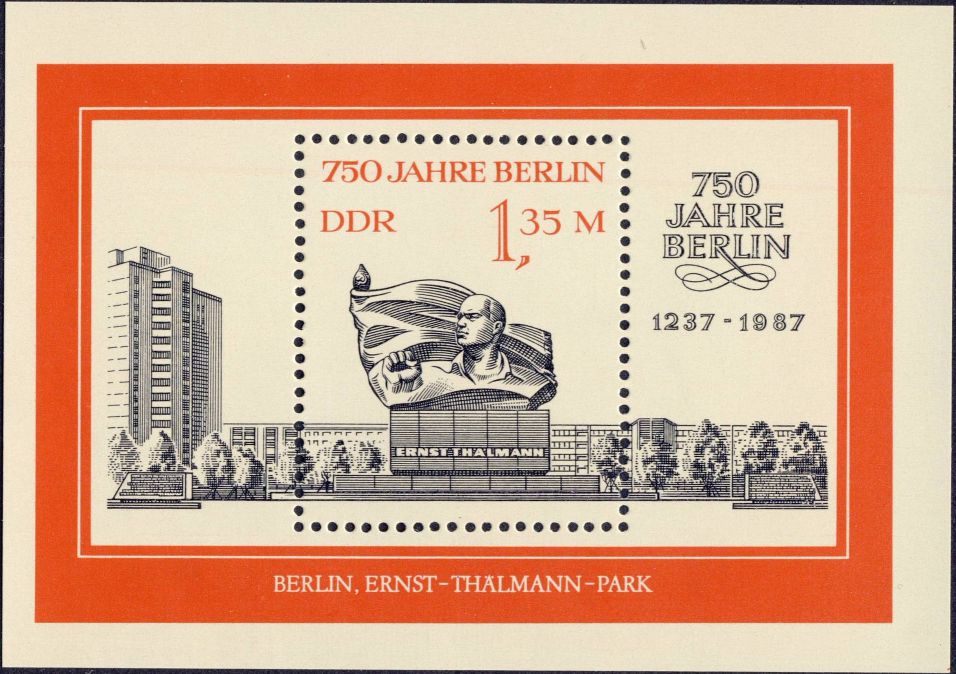 750 JAHRE BERLIN
DDR 1,35 M
750
JAHRE
BERLIN
1237-1987
ERNST-THÄLMANN
BERLIN, ERNST-THÄLMANN-PARK